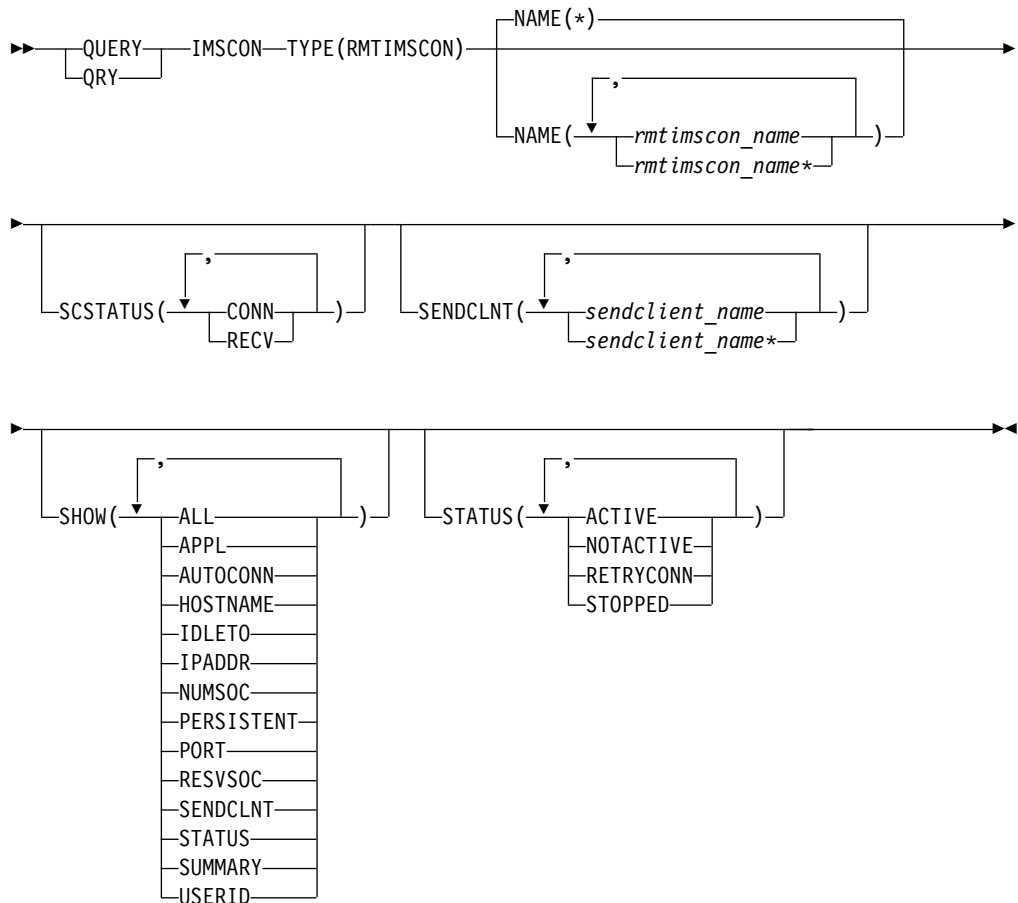 NAME(*)
QUERY IMSCON TYPE(RMTIMSCON)
QRY
,
NAME( rmtimscon_name )
rmtimscon_name*
, ,
SCSTATUS( CONN ) SENDCLNT( sendclient_name )
RECV sendclient_name*
, ,
SHOW( ALL ) STATUS( ACTIVE )
APPL NOTACTIVE
AUTOCONN RETRYCONN
HOSTNAME STOPPED
IDLETO
IPADDR
NUMSOC
PERSISTENT
PORT
RESVSOC
SENDCLNT
STATUS
SUMMARY
USERID